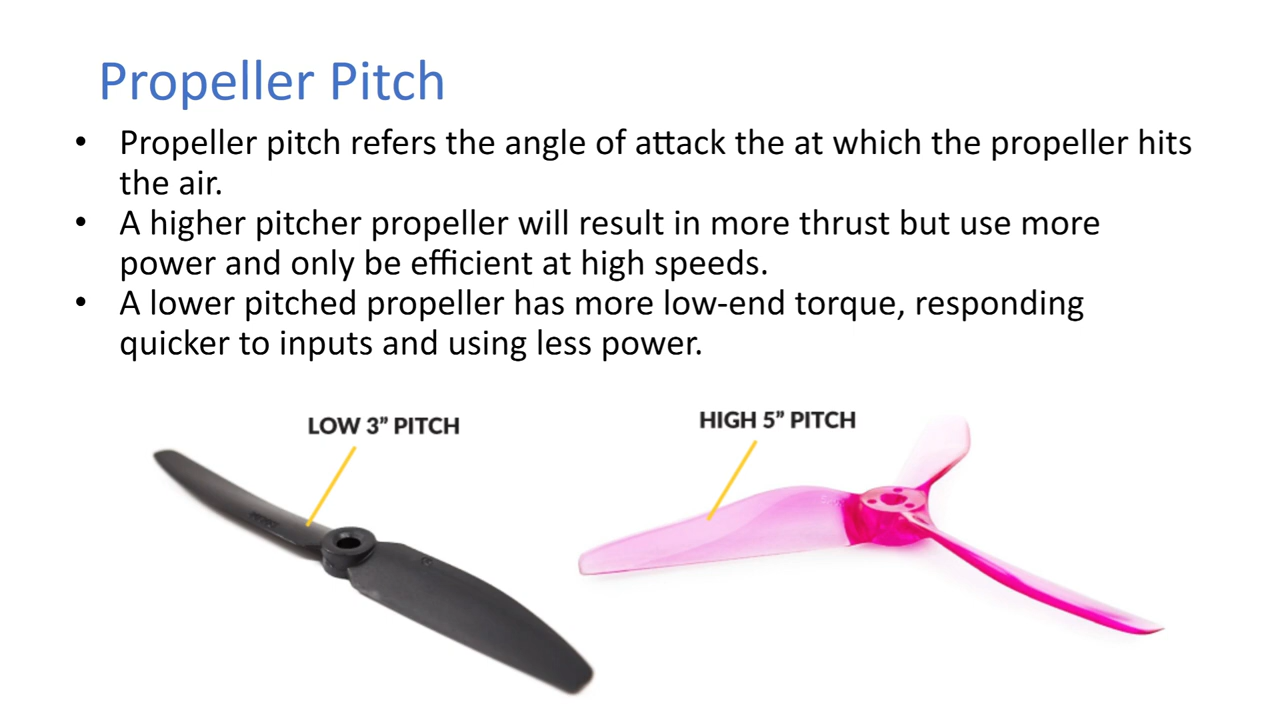 Propeller Pitch
• Propeller pitch refers the angle of attack the at which the propeller hits
the air.
• A higher pitcher propeller will result in more thrust but use more
power and only be efficient at high speeds.
• A lower pitched propeller has more low-end torque, responding
quicker to inputs and using less power.
LOW 3” PITCH
HIGH 5” PITCH